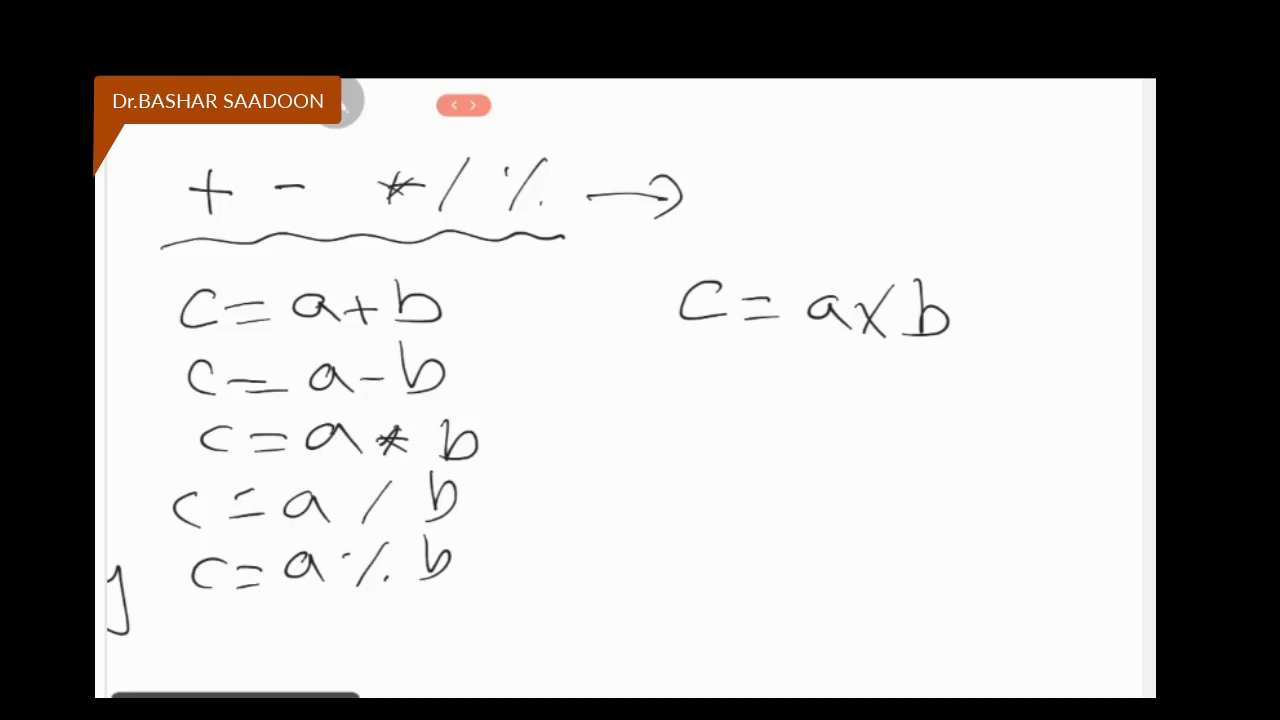 Dr.BASHAR SAADOON
+ - * / % →
c = a + b
c = a x b
c = a - b
c = a * b
c = a / b
c = a % b